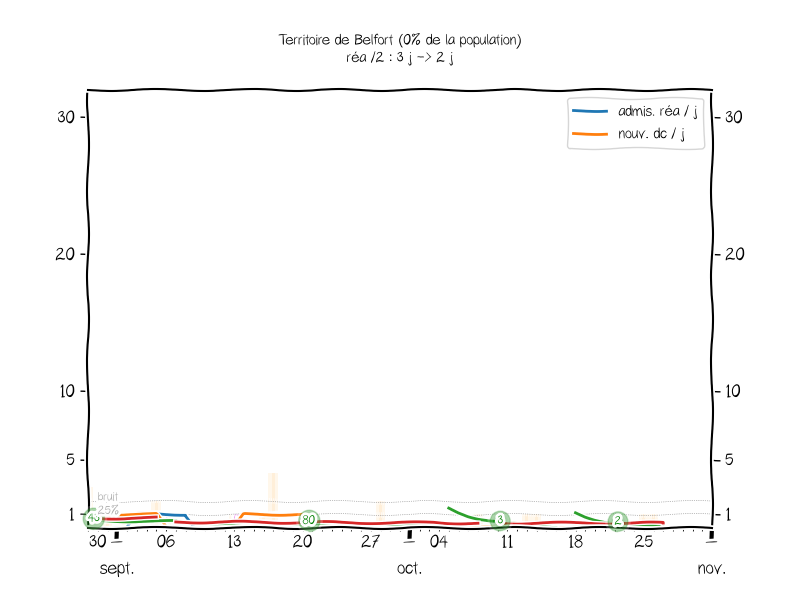 Territoire de Belfort (0% de la population)
réa /2 : 3 j -> 2 j
admis. réa / j
nouv. dc / j
30 30
20 20
10 10
5 5
bruit
25%
1 1
45 80 3 2
30 06 13 20 27 04 11 18 25
sept. oct. nov.